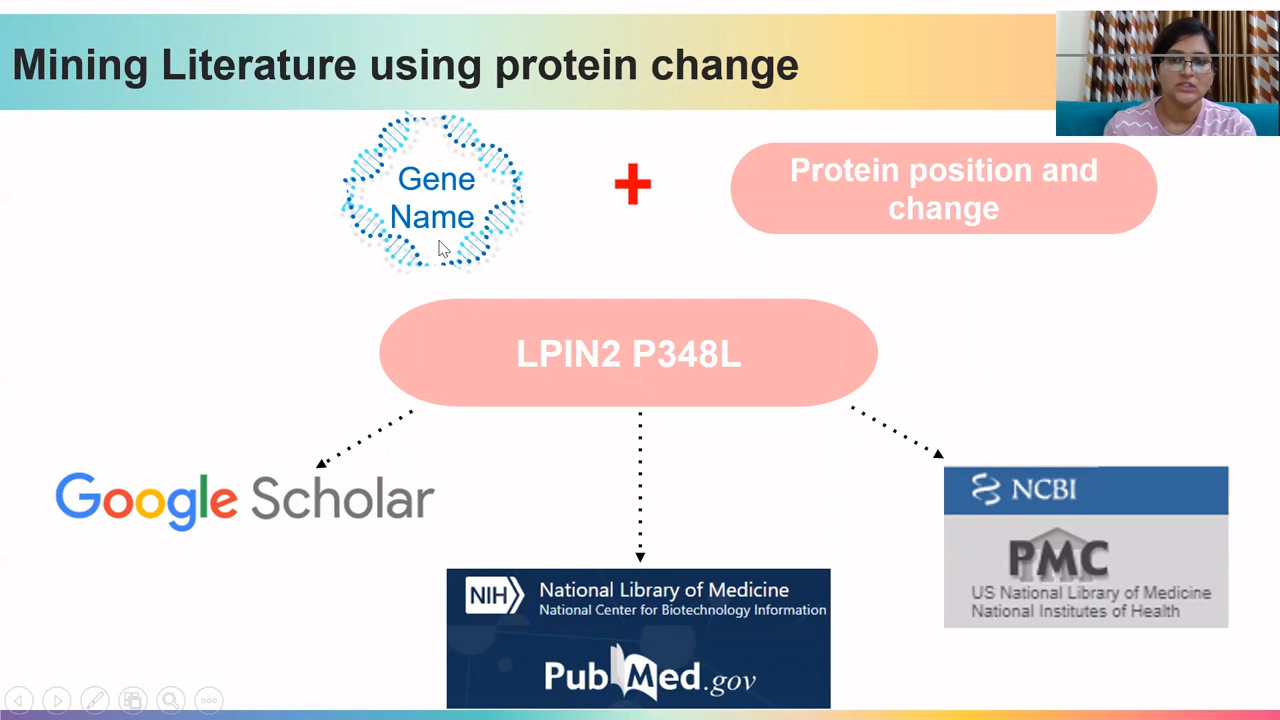 Mining Literature using protein change
Gene
Name
+
Protein position and
change
LPIN2 P348L
Google Scholar
NCBI
PMC
US National Library of Medicine
National Institutes of Health
NIH
National Library of Medicine
National Center for Biotechnology Information
PubMed.gov